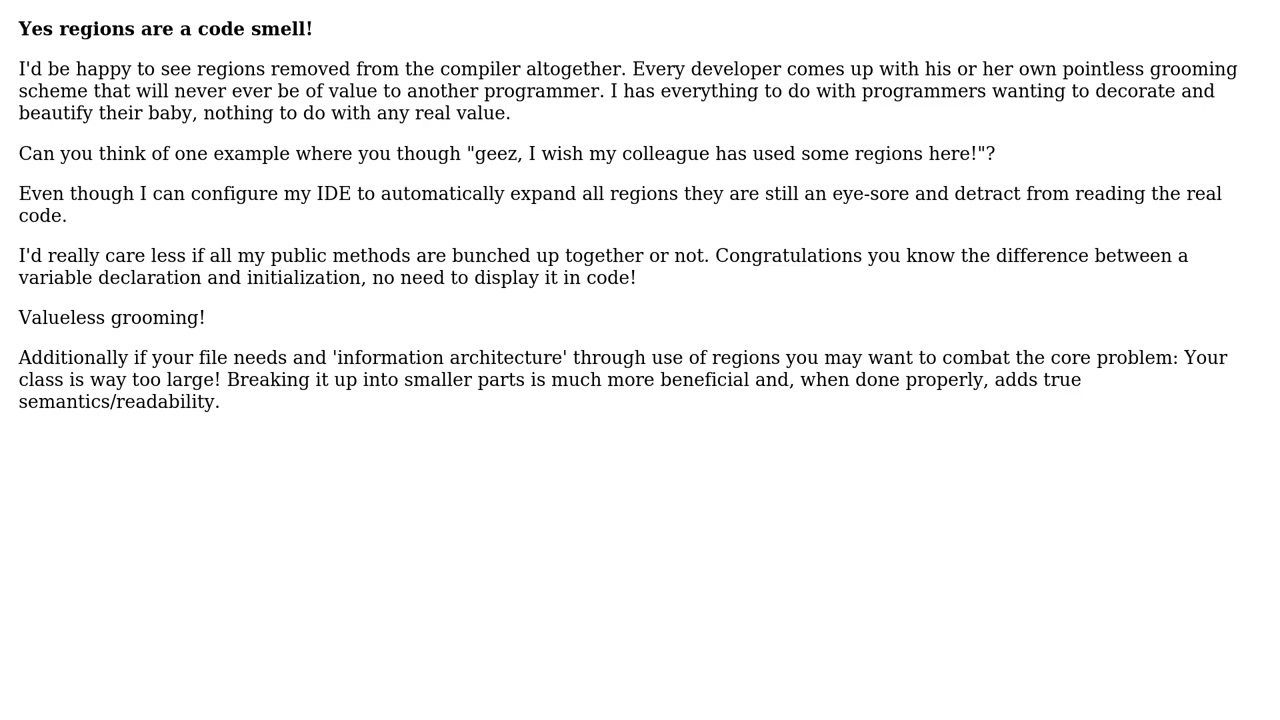 Yes regions are a code smell!
I'd be happy to see regions removed from the compiler altogether. Every developer comes up with his or her own pointless grooming
scheme that will never ever be of value to another programmer. I has everything to do with programmers wanting to decorate and
beautify their baby, nothing to do with any real value.
Can you think of one example where you though "geez, I wish my colleague has used some regions here!"?
Even though I can configure my IDE to automatically expand all regions they are still an eye-sore and detract from reading the real
code.
I'd really care less if all my public methods are bunched up together or not. Congratulations you know the difference between a
variable declaration and initialization, no need to display it in code!
Valueless grooming!
Additionally if your file needs and 'information architecture' through use of regions you may want to combat the core problem: Your
class is way too large! Breaking it up into smaller parts is much more beneficial and, when done properly, adds true
semantics/readability.